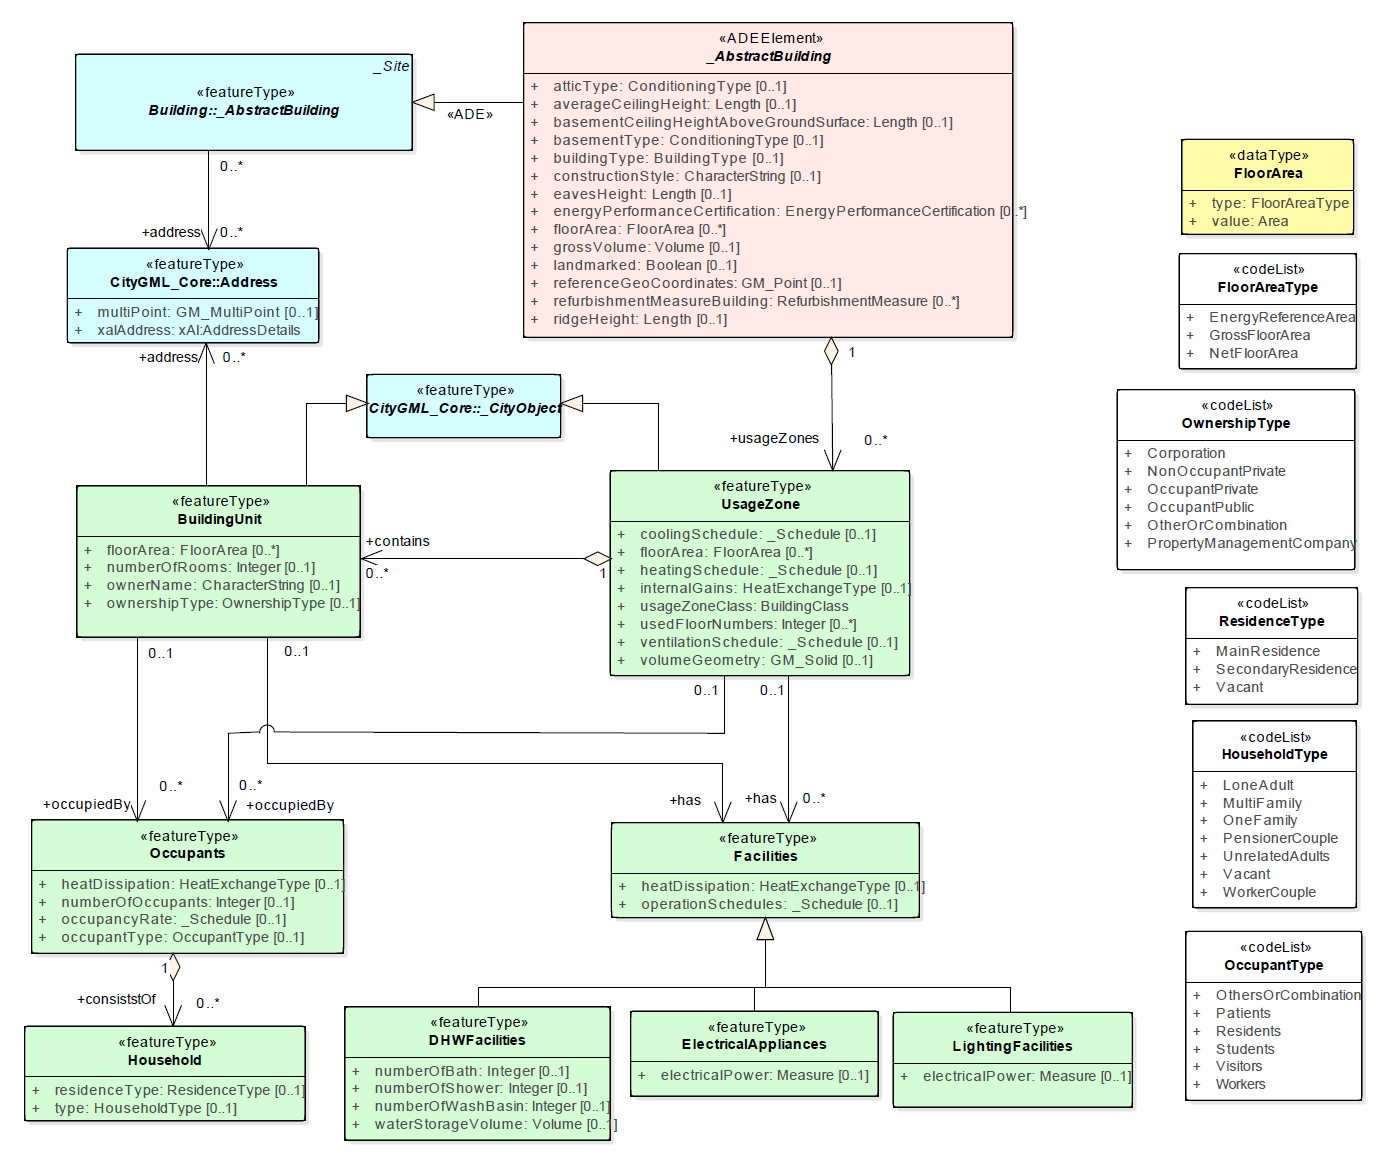 _Site
«featureType»
Building::_AbstractBuilding
«ADE»
«ADEElement»
_AbstractBuilding
+ atticType: ConditioningType [0..1]
+ averageCeilingHeight: Length [0..1]
+ basementCeilingHeightAboveGroundSurface: Length [0..1]
+ basementType: ConditioningType [0..1]
+ buildingType: BuildingType [0..1]
+ constructionStyle: CharacterString [0..1]
+ eavesHeight: Length [0..1]
+ energyPerformanceCertification: EnergyPerformanceCertification [0..*]
+ floorArea: FloorArea [0..*]
+ grossVolume: Volume [0..1]
+ landmarked: Boolean [0..1]
+ referenceGeoCoordinates: GM_Point [0..1]
+ refurbishmentMeasureBuilding: RefurbishmentMeasure [0..*]
+ ridgeHeight: Length [0..1]
0..*
+address 0..*
«featureType»
CityGML_Core::Address
+ multiPoint: GM_MultiPoint [0..1]
+ xalAddress: xAl:AddressDetails
+address 0..*
«featureType»
CityGML_Core::_CityObject
1
+usageZones 0..*
«featureType»
BuildingUnit
+ floorArea: FloorArea [0..*]
+ numberOfRooms: Integer [0..1]
+ ownerName: CharacterString [0..1]
+ ownershipType: OwnershipType [0..1]
+contains
0..*
1
«featureType»
UsageZone
+ coolingSchedule: _Schedule [0..1]
+ floorArea: FloorArea [0..*]
+ heatingSchedule: _Schedule [0..1]
+ internalGains: HeatExchangeType [0..1]
+ usageZoneClass: BuildingClass
+ usedFloorNumbers: Integer [0..*]
+ ventilationSchedule: _Schedule [0..1]
+ volumeGeometry: GM_Solid [0..1]
0..1
0..1
0..1
0..1
0..*
+occupiedBy
0..*
+occupiedBy
+has
+has
0..*
«featureType»
Occupants
+ heatDissipation: HeatExchangeType [0..1]
+ numberOfOccupants: Integer [0..1]
+ occupancyRate: _Schedule [0..1]
+ occupantType: OccupantType [0..1]
«featureType»
Facilities
+ heatDissipation: HeatExchangeType [0..1]
+ operationSchedules: _Schedule [0..1]
1
+consiststOf
0..*
«featureType»
Household
+ residenceType: ResidenceType [0..1]
+ type: HouseholdType [0..1]
«featureType»
DHWFacilities
+ numberOfBath: Integer [0..1]
+ numberOfShower: Integer [0..1]
+ numberOfWashBasin: Integer [0..1]
+ waterStorageVolume: Volume [0..1]
«featureType»
ElectricalAppliances
+ electricalPower: Measure [0..1]
«featureType»
LightingFacilities
+ electricalPower: Measure [0..1]
«dataType»
FloorArea
+ type: FloorAreaType
+ value: Area
«codeList»
FloorAreaType
+ EnergyReferenceArea
+ GrossFloorArea
+ NetFloorArea
«codeList»
OwnershipType
+ Corporation
+ NonOccupantPrivate
+ OccupantPrivate
+ OccupantPublic
+ OtherOrCombination
+ PropertyManagementCompany
«codeList»
ResidenceType
+ MainResidence
+ SecondaryResidence
+ Vacant
«codeList»
HouseholdType
+ LoneAdult
+ MultiFamily
+ OneFamily
+ PensionerCouple
+ UnrelatedAdults
+ Vacant
+ WorkerCouple
«codeList»
OccupantType
+ OthersOrCombination
+ Patients
+ Residents
+ Students
+ Visitors
+ Workers